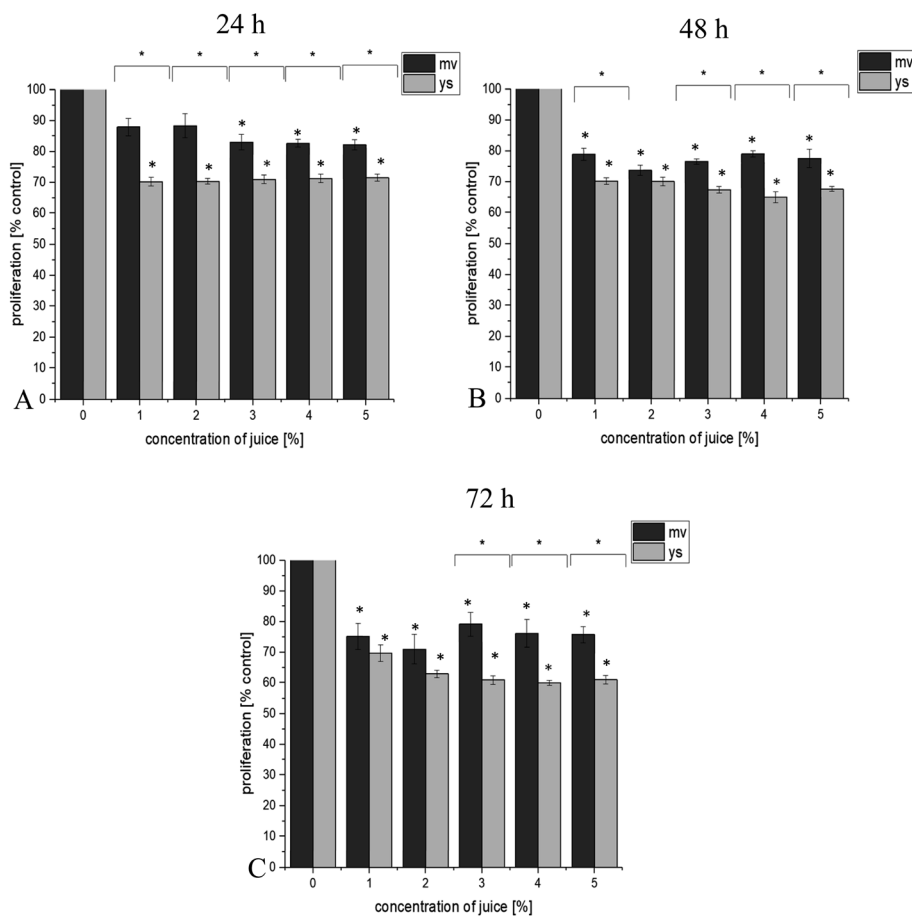 24 h
* * * * *
mv
ys
100
90
80
70
60
50
40
30
20
10
0
proliferation [% control]
* * *
* * * * *
0 1 2 3 4 5
concentration of juice [%]
A
48 h
* * * *
mv
ys
100
90
80
70
60
50
40
30
20
10
0
proliferation [% control]
* * * * *
* * * * *
0 1 2 3 4 5
concentration of juice [%]
B
72 h
* * *
mv
ys
100
90
80
70
60
50
40
30
20
10
0
proliferation [% control]
* * * * *
* * * * *
0 1 2 3 4 5
concentration of juice [%]
C